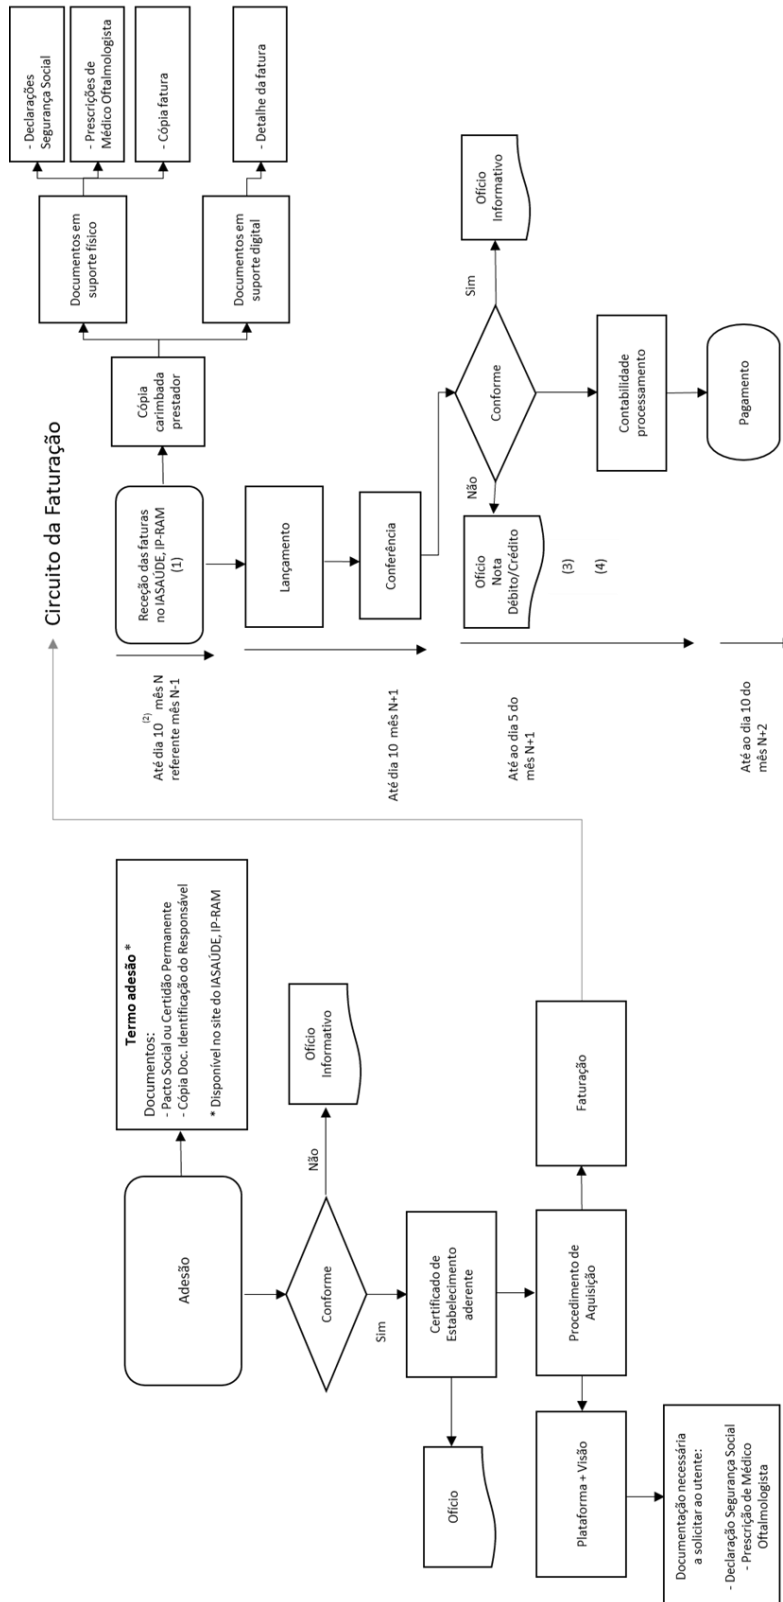 Adesão
Termo adesão *
Documentos:
- Pacto Social ou Certidão Permanente
- Cópia Doc. Identificação do Responsável
* Disponível no site do IASAÚDE, IP-RAM
Conforme
Não
Ofício
Informativo
Sim
Certificado de
Estabelecimento
aderente
Ofício
Procedimento de
Aquisição
Plataforma + Visão
Documentação necessária
a solicitar ao utente:
- Declaração Segurança Social
- Prescrição de Médico
Oftalmologista
Faturação
Circuito da Faturação
Até dia 10 (2) mês N
referente mês N-1
Receção das faturas
no IASAÚDE, IP-RAM
(1)
Cópia
carimbada
prestador
Documentos em
suporte físico
- Declarações
Segurança Social
- Prescrições de
Médico Oftalmologista
- Cópia fatura
Documentos em
suporte digital
- Detalhe da fatura
Até dia 10 mês N+1
Lançamento
Conferência
Até ao dia 5 do
mês N+1
Não
Ofício
Nota
Débito/Crédito
(3)
(4)
Conforme
Sim
Ofício
Informativo
Contabilidade
processamento
Até ao dia 10 do
mês N+2
Pagamento